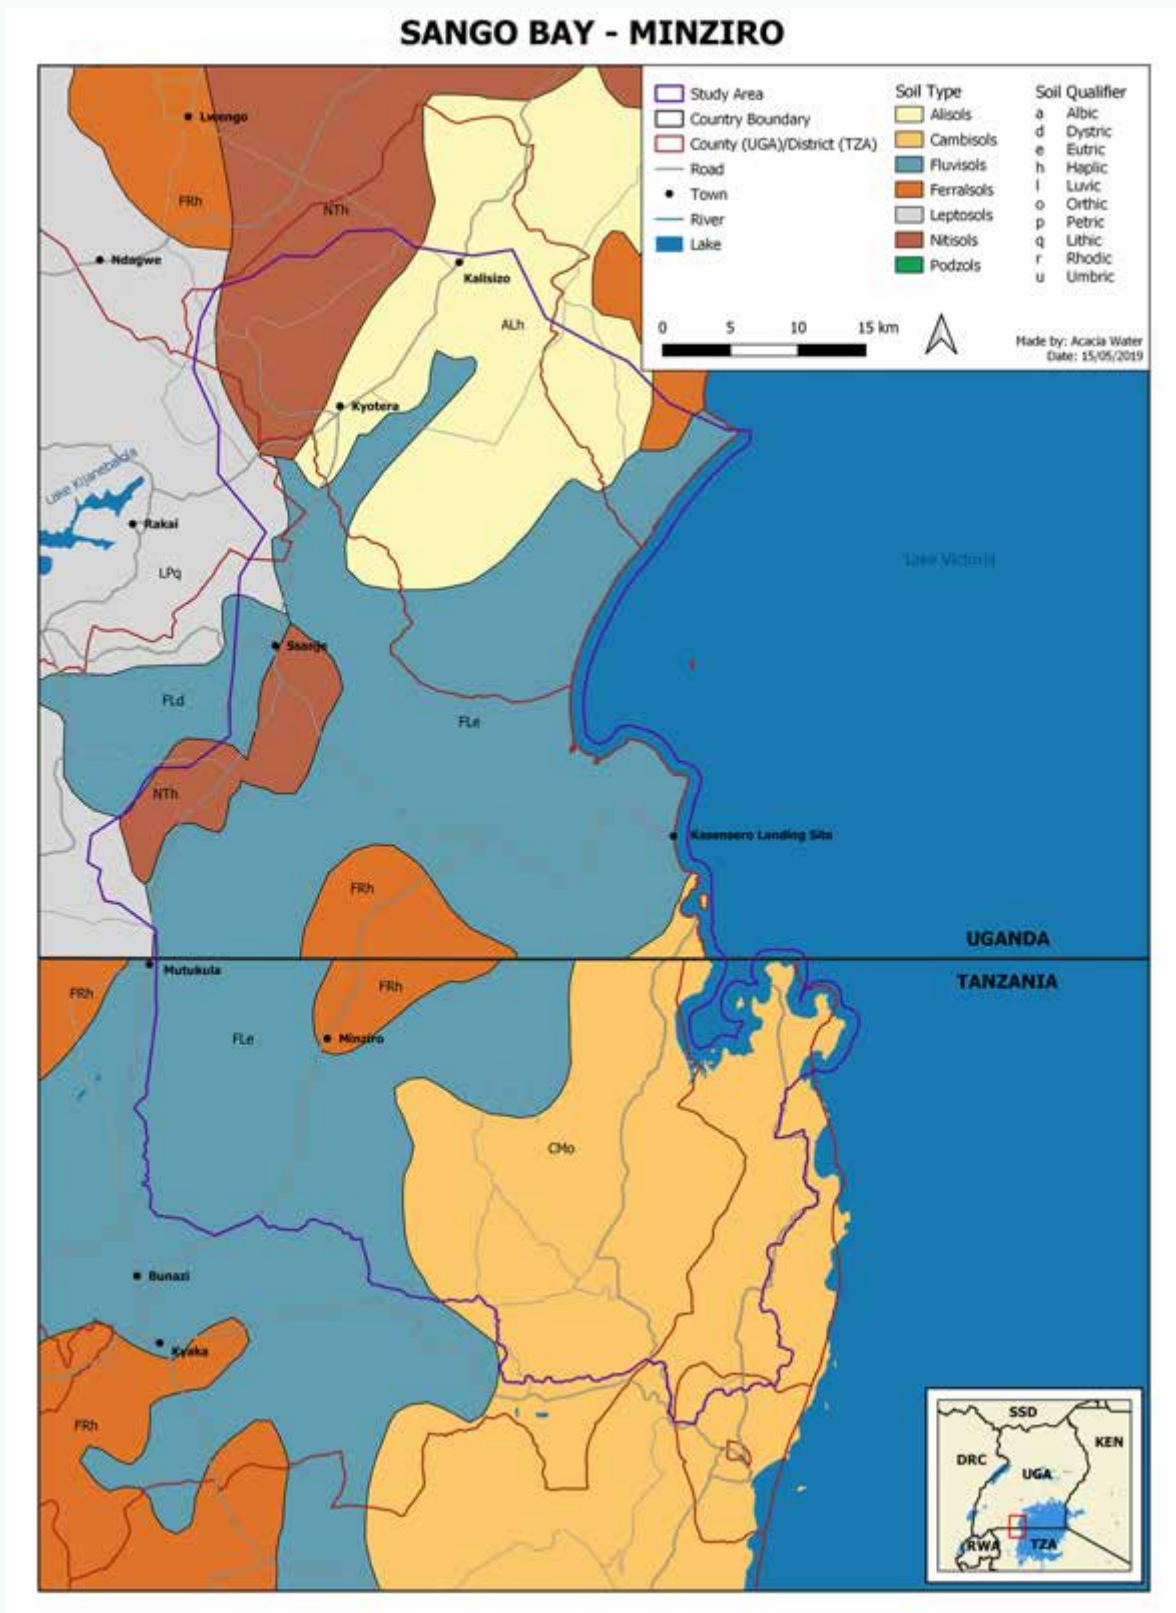 SANGO BAY - MINZIRO
Study Area
Country Boundary
County (UGA)/District (TZA)
Road
Town
River
Lake
Soil Type
Alisols
Cambisols
Fluvisols
Ferralsols
Leptosols
Nitisols
Podzols
Soil Qualifier
a Albic
d Dystric
e Eutric
h Haplic
l Luvic
o Orthic
p Petric
q Lithic
r Rhodic
u Umbric
0 5 10 15 km
Made by: Acacia Water
Date: 15/05/2019
Lwengo
FRh
NTh
Ndagwe
Kalisizo
ALh
Kyotera
Lake Kijanebalola
Rakai
LPq
Lake Victoria
Ssanje
FLd
FLe
NTh
Kasensero Landing Site
FRh
UGANDA
Mutukula
TANZANIA
FRh
FRh
FLe
Minziro
CMo
Bunazi
Kyaka
FRh
SSD
DRC
KEN
UGA
RWA
TZA